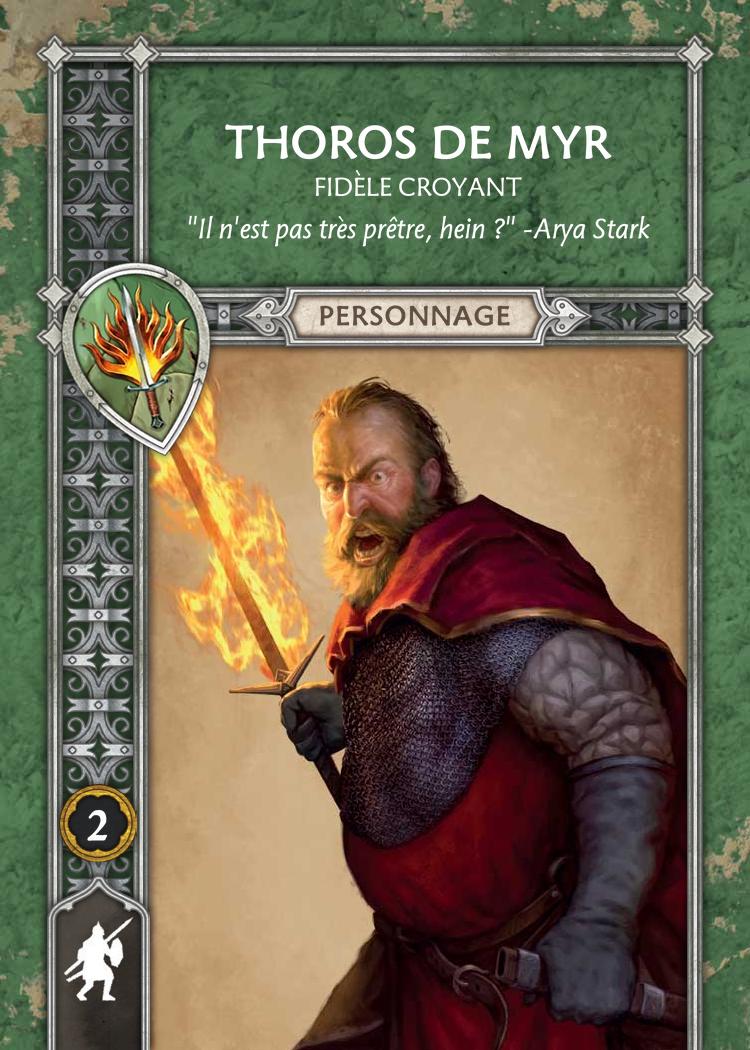 THOROS DE MYR
FIDÈLE CROYANT
"Il n'est pas très prêtre, hein ?" -Arya Stark
PERSONNAGE
2